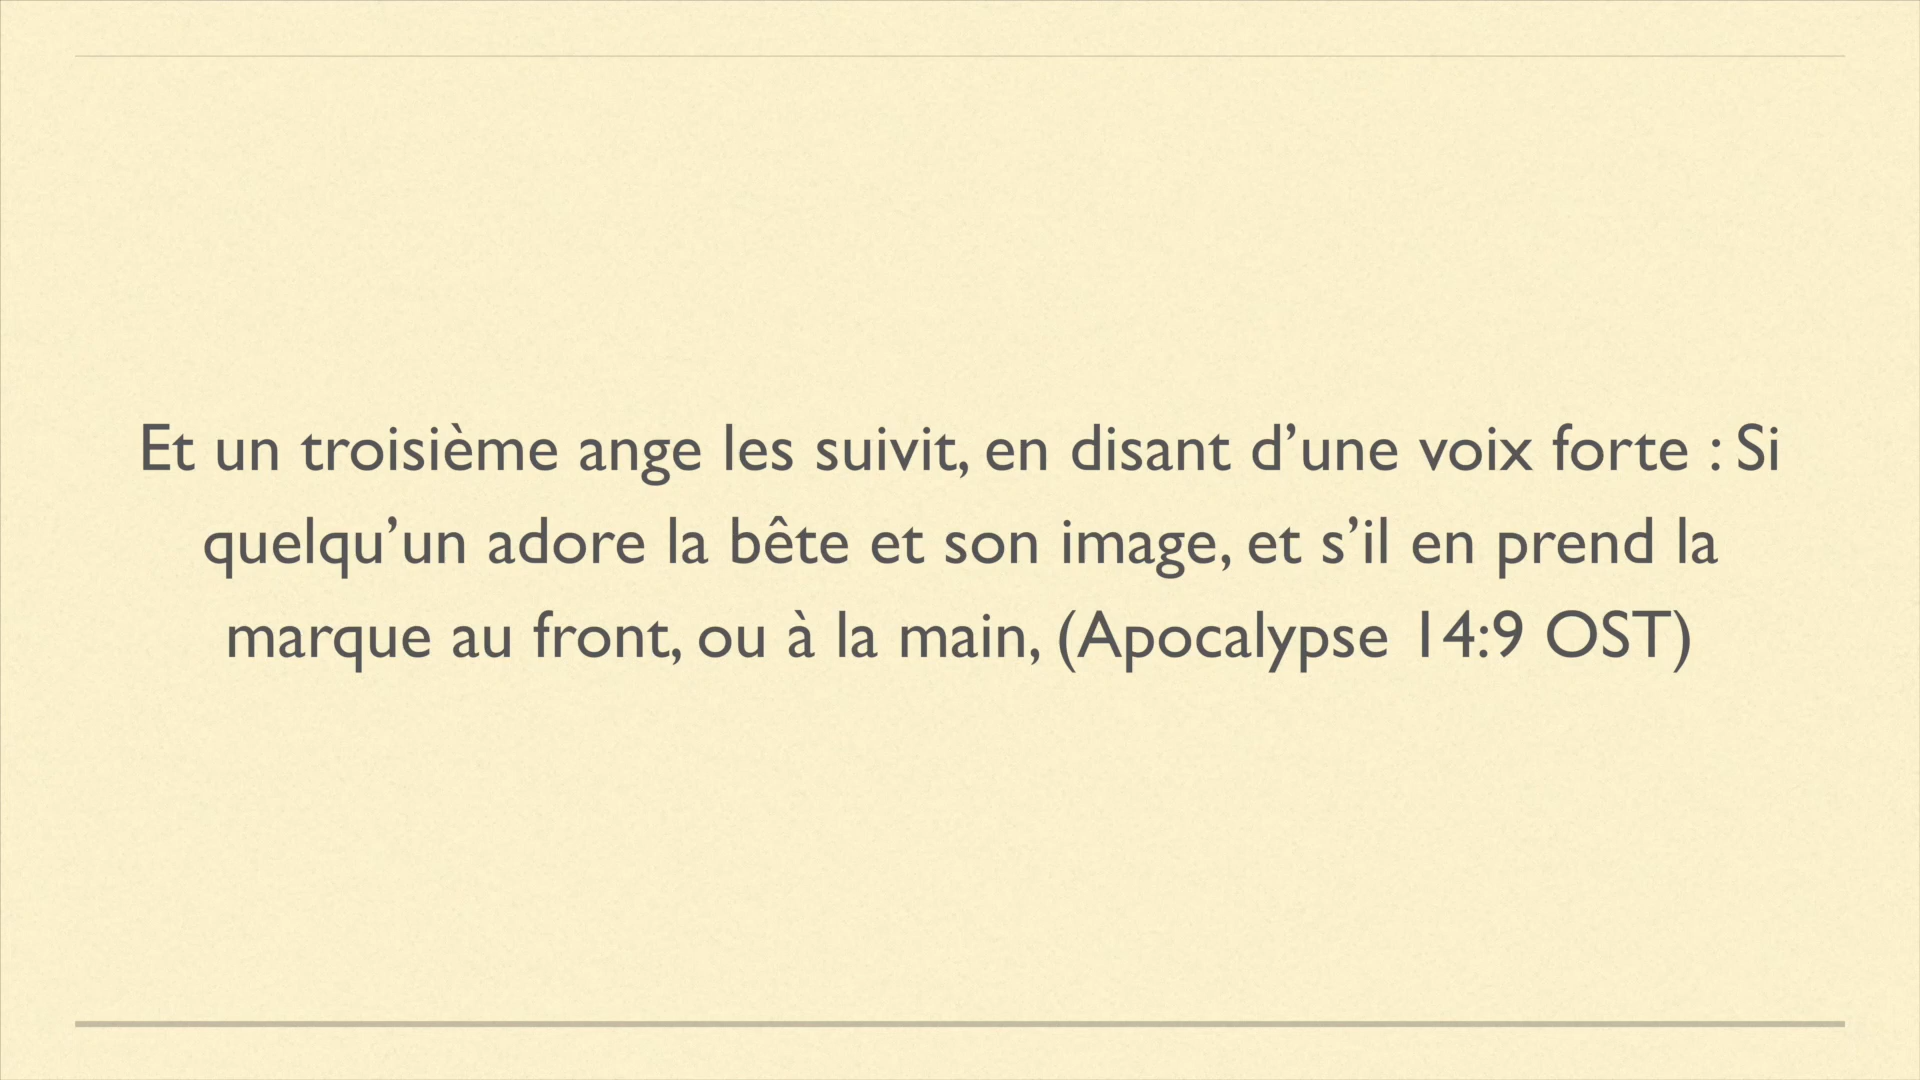 Et un troisième ange les suivit, en disant d’une voix forte : Si
quelqu’un adore la bête et son image, et s’il en prend la
marque au front, ou à la main, (Apocalypse 14:9 OST)